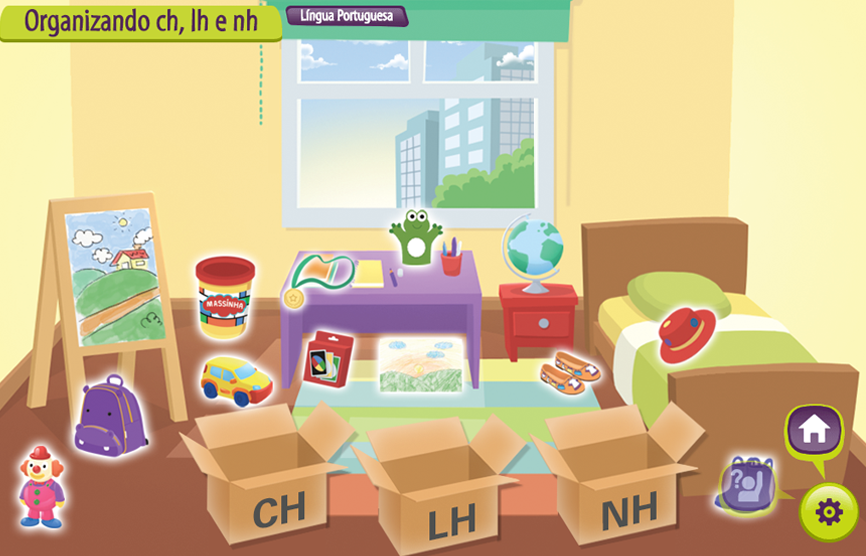 Organizando ch, lh e nh
Língua Portuguesa
MASSINHA
CH
LH
NH
?